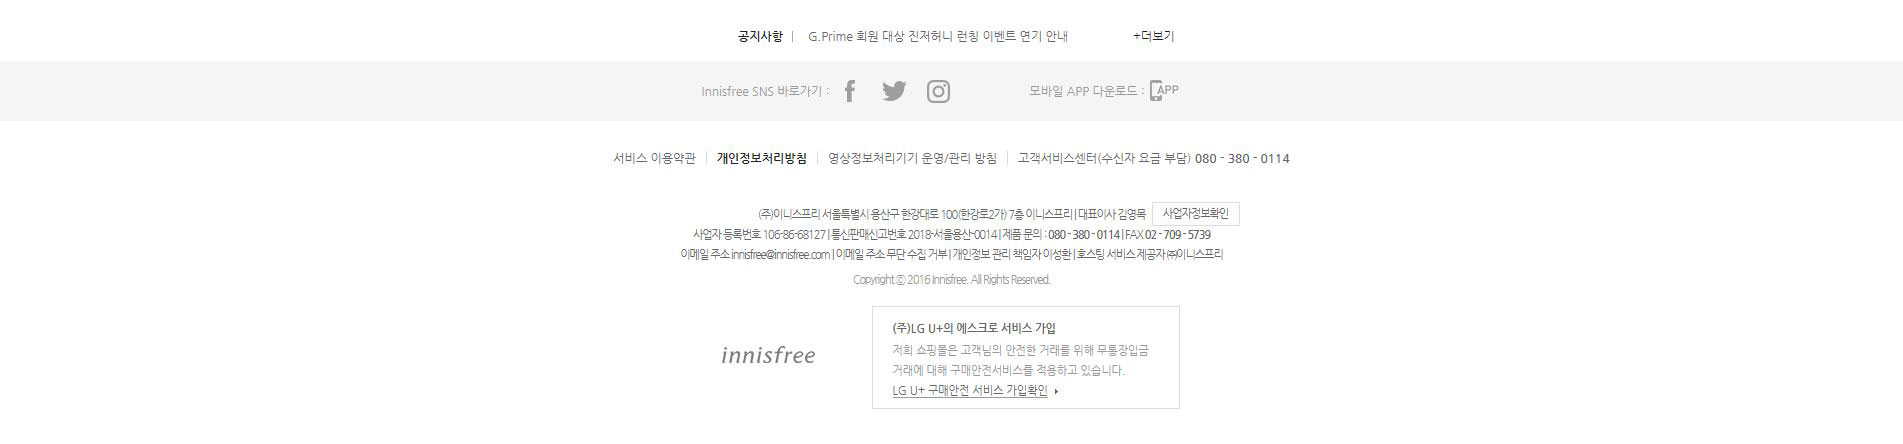 공지사항 | G.Prime 회원 대상 진저허니 런칭 이벤트 연기 안내 +더보기
Innisfree SNS 바로가기 : 모바일 APP 다운로드 : APP
서비스 이용약관 | 개인정보처리방침 | 영상정보처리기기 운영/관리 방침 | 고객서비스센터(수신자 요금 부담) 080 - 380 - 0114
(주)이니스프리 서울특별시 용산구 한강대로 100(한강로2가) 7층 이니스프리 | 대표이사 김영목 사업자정보확인
사업자 등록번호 106-86-68127 | 통신판매신고번호 2018-서울용산-0014 | 제품 문의 : 080 - 380 - 0114 | FAX 02 - 709 - 5739
이메일 주소 innisfree@innisfree.com | 이메일 주소 무단 수집 거부 | 개인정보 관리 책임자 이성환 | 호스팅 서비스 제공자 ㈜이니스프리
Copyright ⓒ 2016 Innisfree. All Rights Reserved.
innisfree
(주)LG U+의 에스크로 서비스 가입
저희 쇼핑몰은 고객님의 안전한 거래를 위해 무통장입금
거래에 대해 구매안전서비스를 적용하고 있습니다.
LG U+ 구매안전 서비스 가입확인